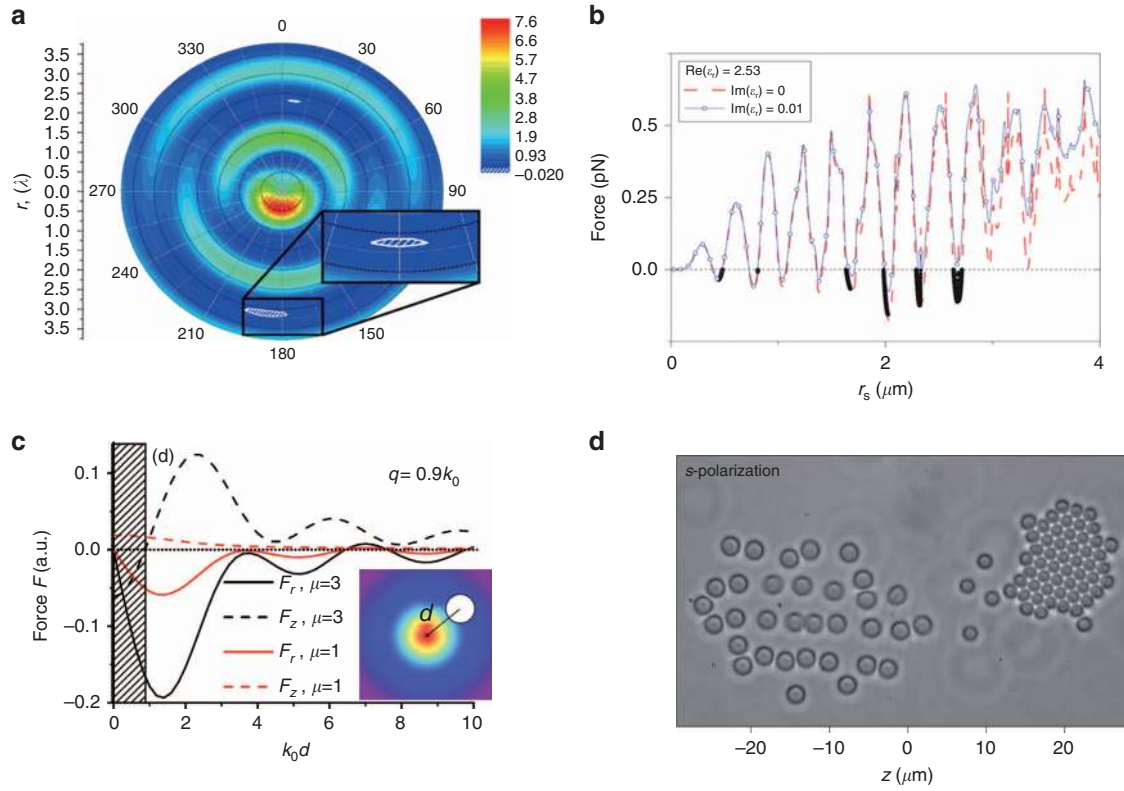 a
0
30
60
90
150
180
210
240
270
300
330
r, (λ)
3.5
3.0
2.5
2.0
1.5
1.0
0.5
0.0
0.5
1.0
1.5
2.0
2.5
3.0
3.5
7.6
6.7
5.7
4.7
3.8
2.8
1.9
0.93
−0.020
b
Re(εr) = 2.53
Im(εr) = 0
Im(εr) = 0.01
Force (pN)
0.5
0.25
0.0
0
2
4
rs (μm)
c
(d)
q= 0.9k0
Force F (a.u.)
0.1
0.0
−0.1
−0.2
Fr , μ=3
Fz , μ=3
Fr , μ=1
Fz , μ=1
d
0
2
4
6
8
10
k0d
d
s-polarization
−20
−10
0
10
20
z (μm)